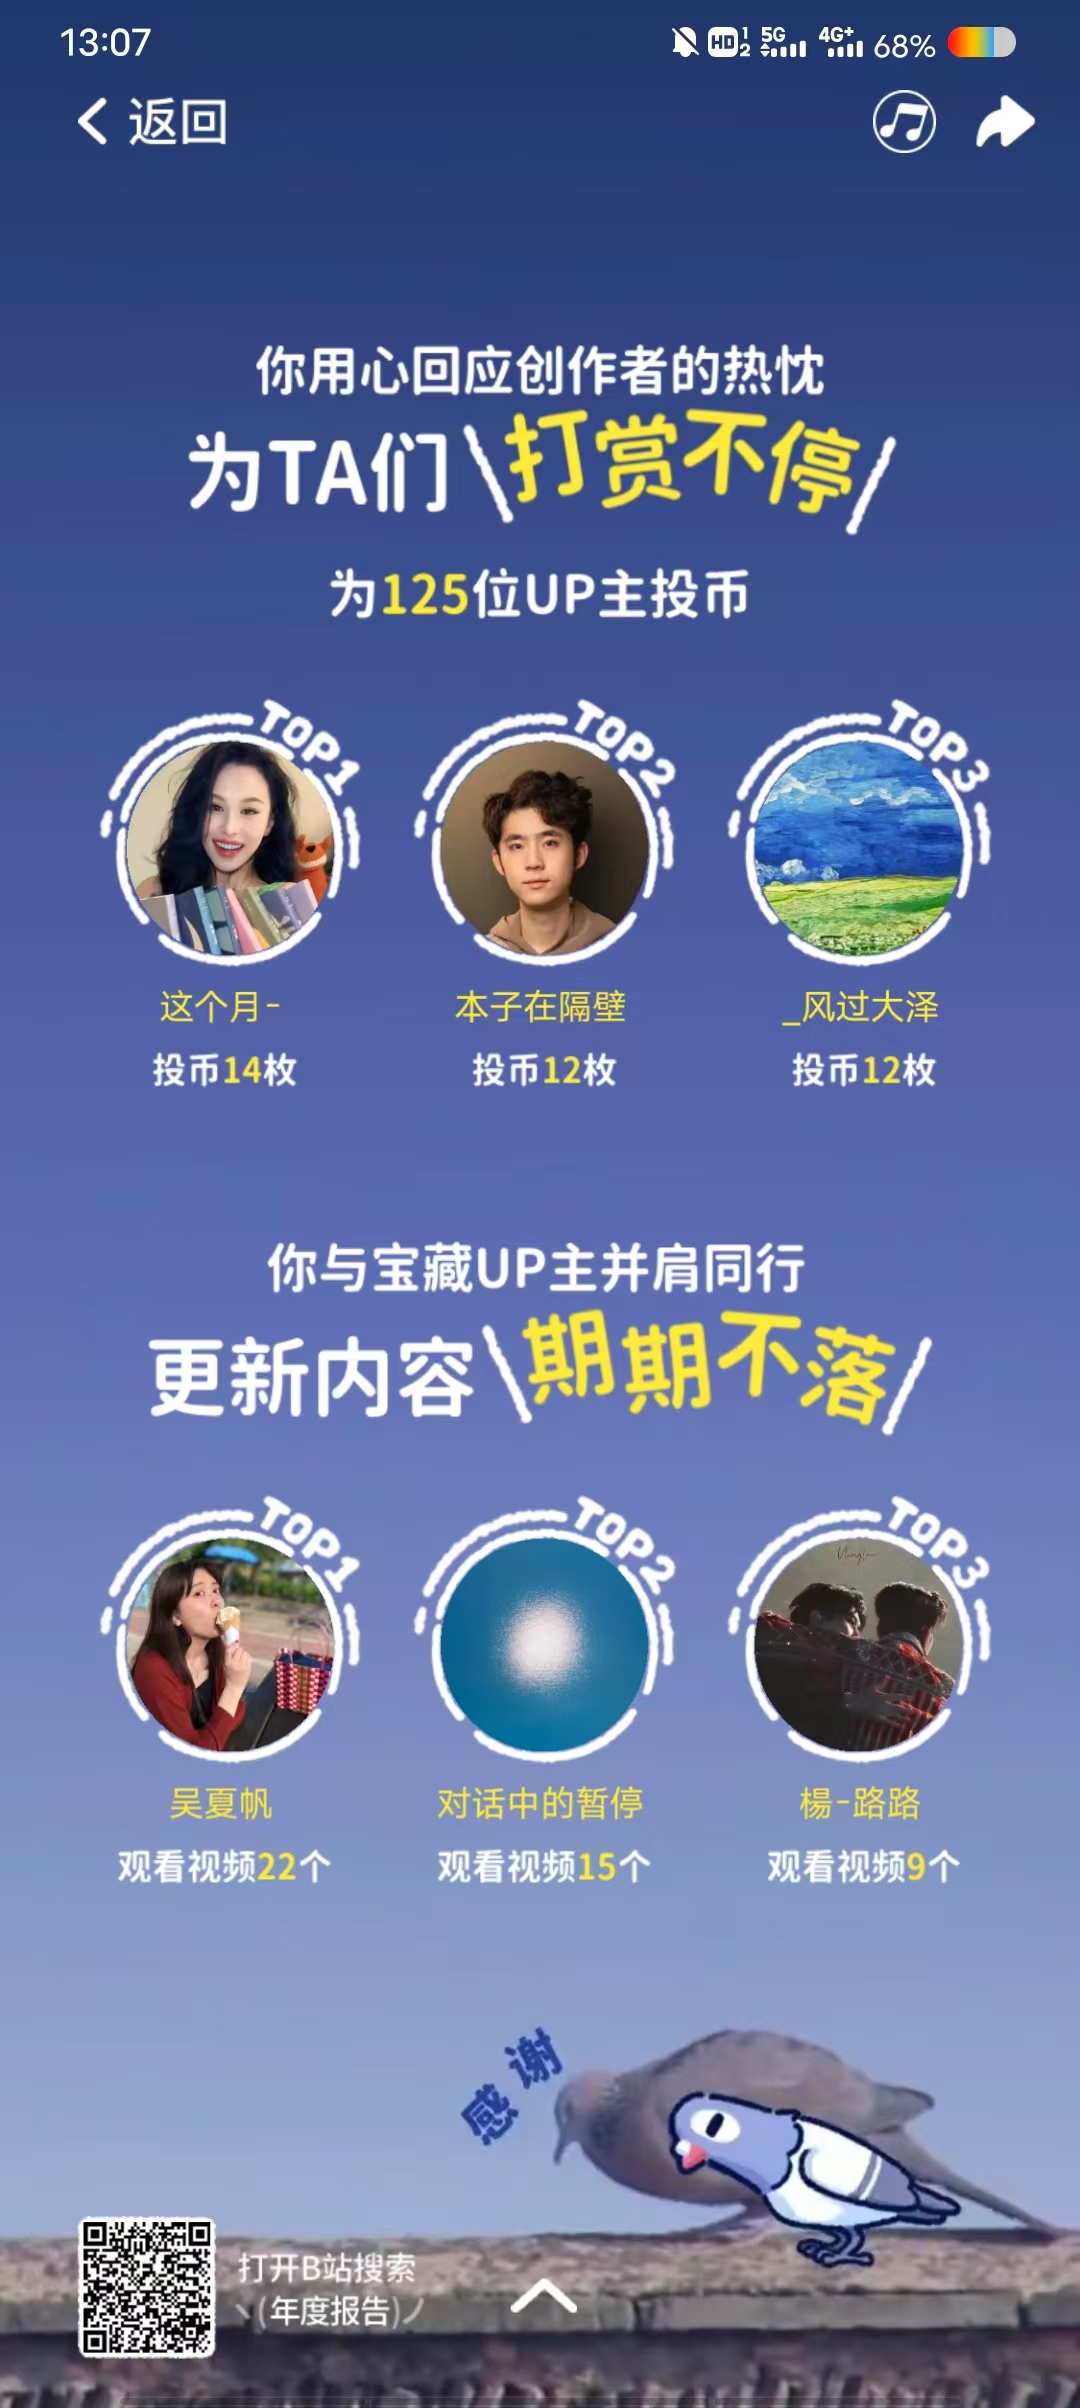 13:07
HD 1 2 5G 4G+ 68%
返回
你用心回应创作者的热忱
为TA们\打赏不停/
为125位UP主投币
TOP1 TOP2 TOP3
这个月- 本子在隔壁 _风过大泽
投币14枚 投币12枚 投币12枚
你与宝藏UP主并肩同行
更新内容\期期不落/
TOP1 TOP2 TOP3
吴夏帆 对话中的暂停 楊-路路
观看视频22个 观看视频15个 观看视频9个
感谢
打开B站搜索
(年度报告)